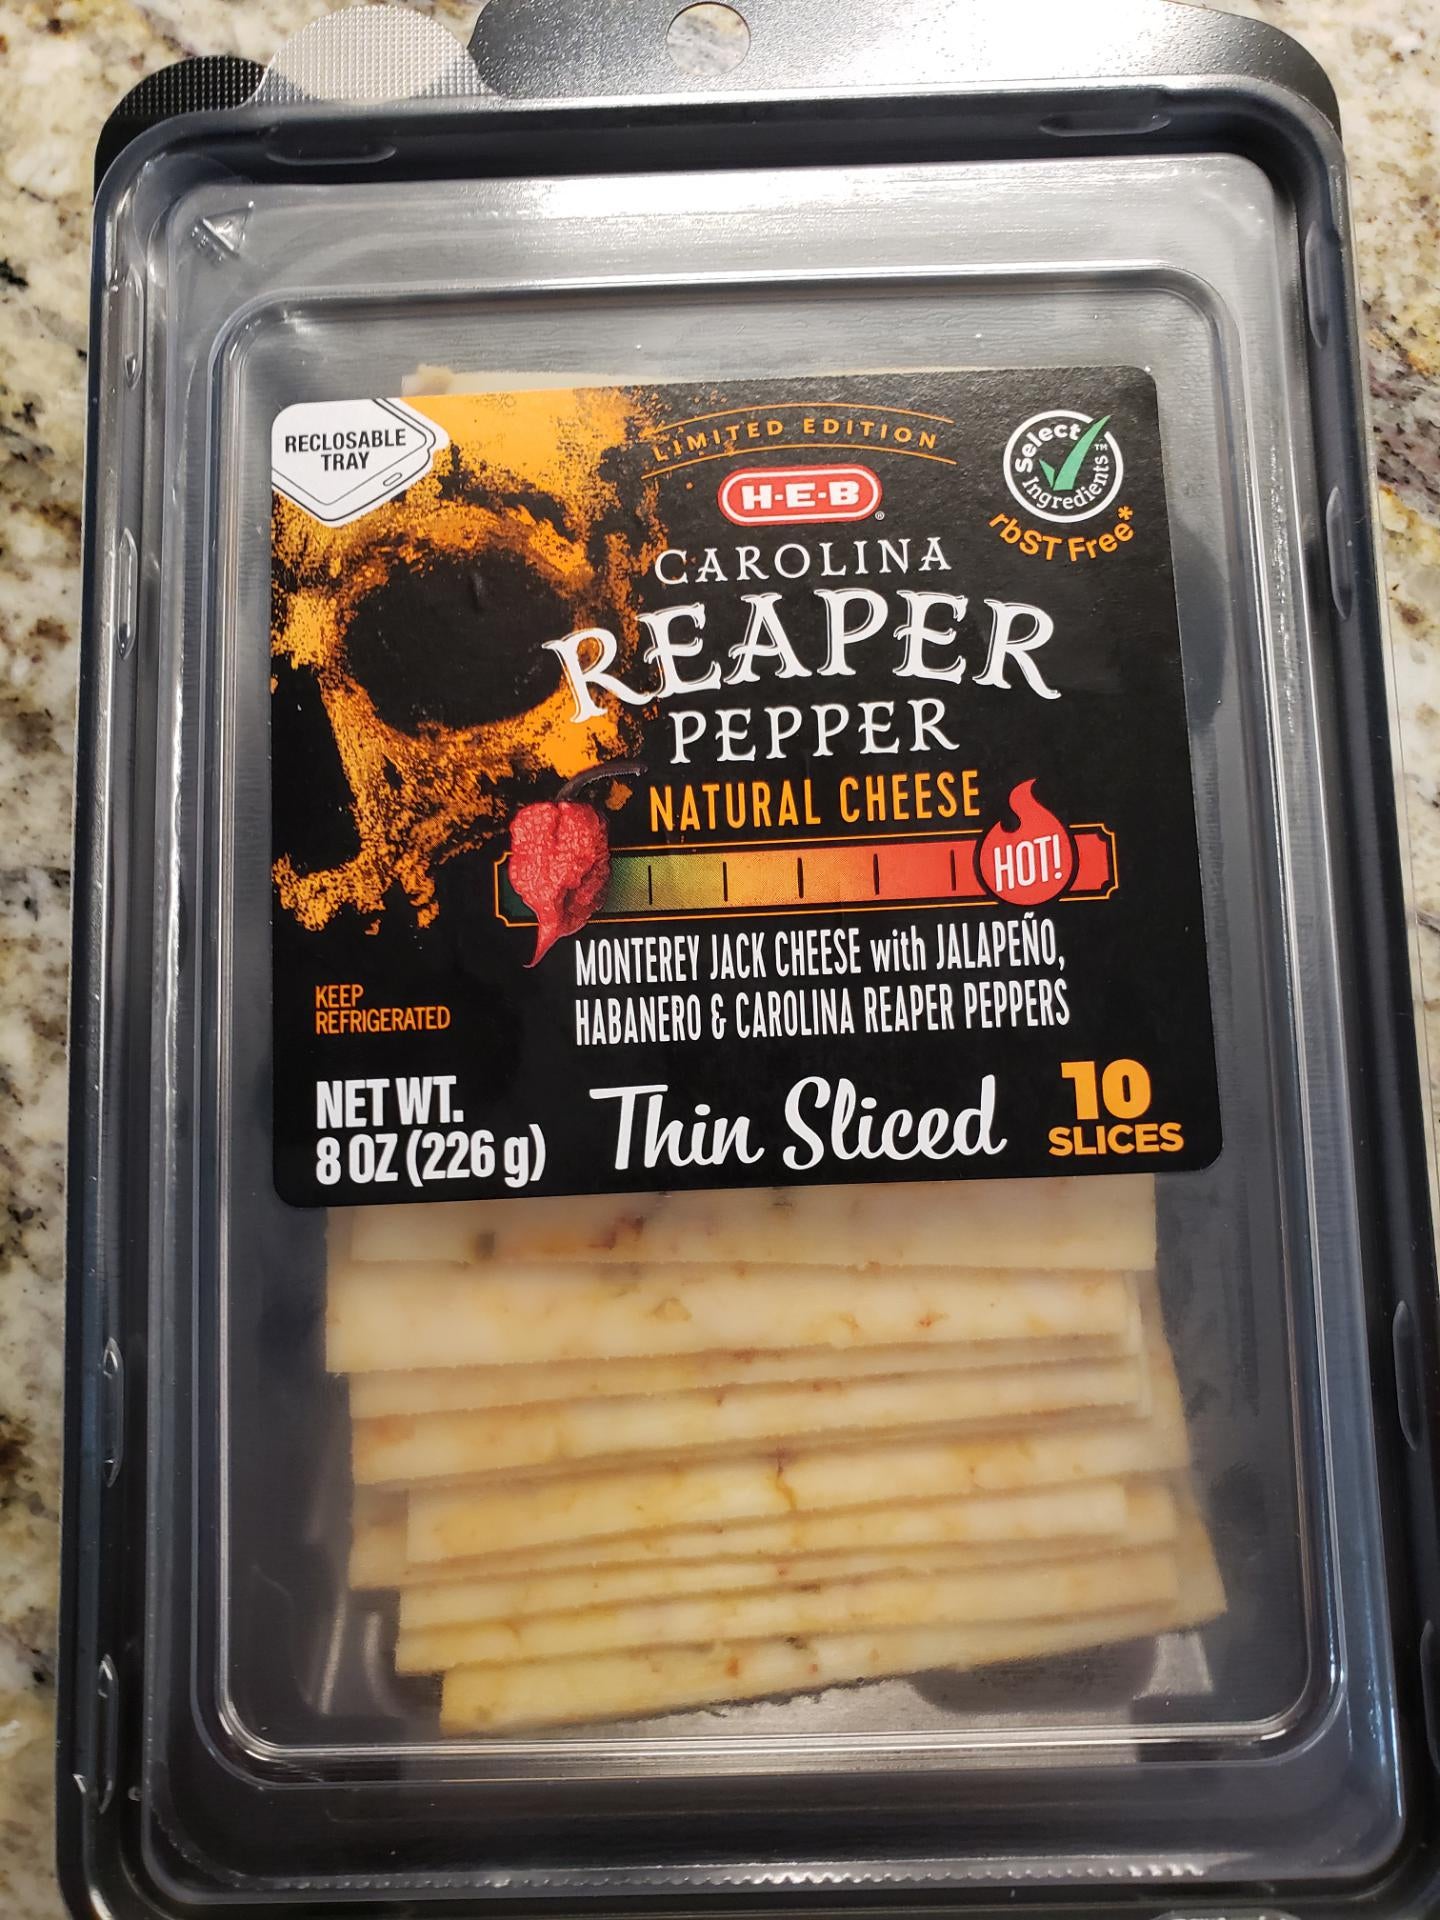 RECLOSABLE
TRAY
LIMITED EDITION
H-E-B®
Select
Ingredients™
rbST Free*
CAROLINA
REAPER
PEPPER
NATURAL CHEESE
HOT!
MONTEREY JACK CHEESE with JALAPEÑO,
HABANERO & CAROLINA REAPER PEPPERS
KEEP
REFRIGERATED
NET WT.
8 OZ (226 g)
Thin Sliced
10
SLICES